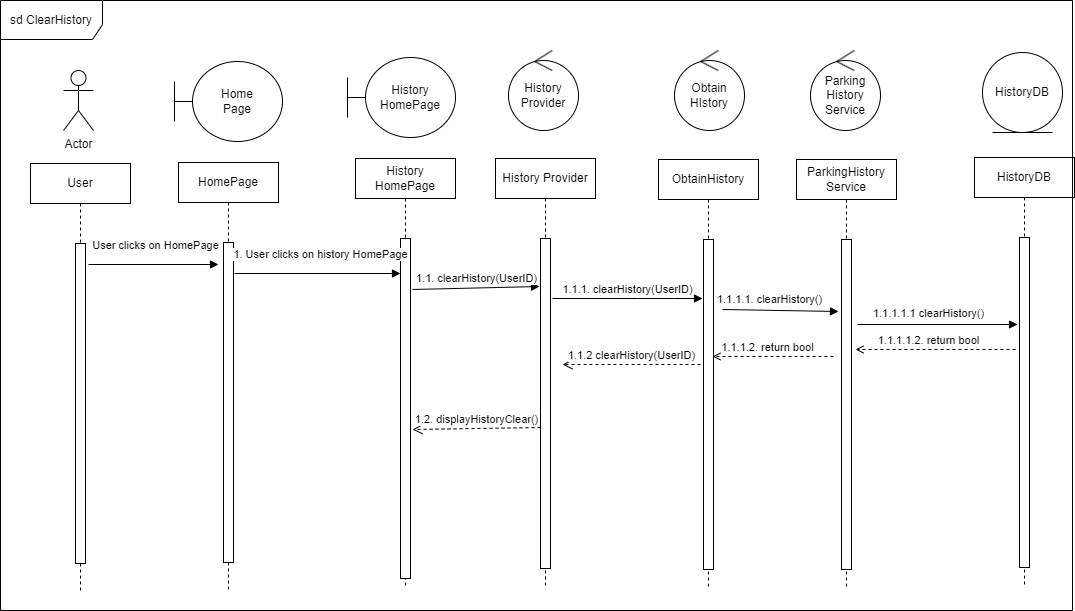 sd ClearHistory
Home
Page
History
HomePage
History
Provider
Obtain
HIstory
Parking
History
Service
HistoryDB
Actor
User
HomePage
History
HomePage
History Provider
ObtainHistory
ParkingHistory
Service
HistoryDB
User clicks on HomePage
1. User clicks on history HomePage
1.1. clearHistory(UserID)
1.1.1. clearHistory(UserID)
1.1.1.1. clearHistory()
1.1.1.1.1 clearHistory()
1.1.1.1.2. return bool
1.1.1.2. return bool
1.1.2 clearHistory(UserID)
1.2. displayHistoryClear()